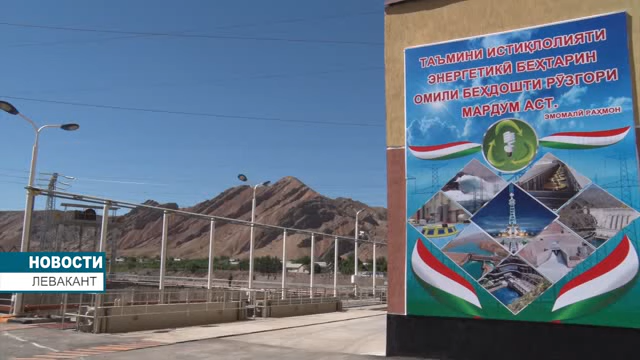 ТАЪМИНИ ИСТИҚЛОЛИЯТИ
ЭНЕРГЕТИКӢ БЕҲТАРИН
ОМИЛИ БЕҲДОШТИ РӮЗГОРИ
МАРДУМ АСТ.
ЭМОМАЛӢ РАҲМОН
НОВОСТИ
ЛЕВАКАНТ